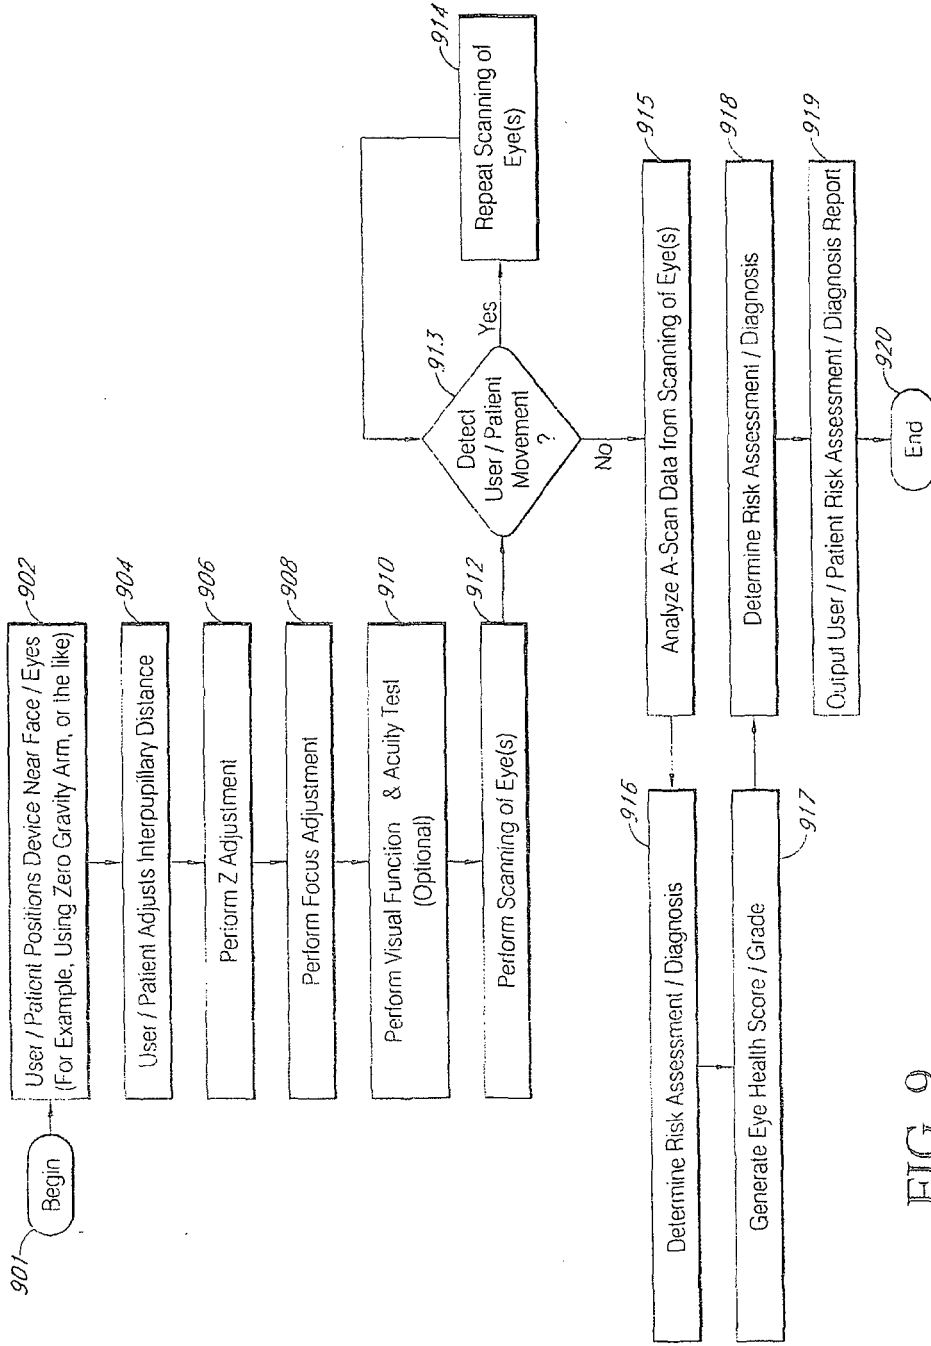 901
Begin
902
User / Patient Positions Device Near Face / Eyes
(For Example, Using Zero Gravity Arm, or the like)
904
User / Patient Adjusts Interpupillary Distance
906
Perform Z Adjustment
908
Perform Focus Adjustment
910
Perform Visual Function & Acuity Test
(Optional)
912
Perform Scanning of Eye(s)
913
Detect
User / Patient
Movement
?
Yes
914
Repeat Scanning of
Eye(s)
No
915
Analyze A-Scan Data from Scanning of Eye(s)
916
Determine Risk Assessment / Diagnosis
917
Generate Eye Health Score / Grade
918
Determine Risk Assessment / Diagnosis
919
Output User / Patient Risk Assessment / Diagnosis Report
920
End
FIG. 9